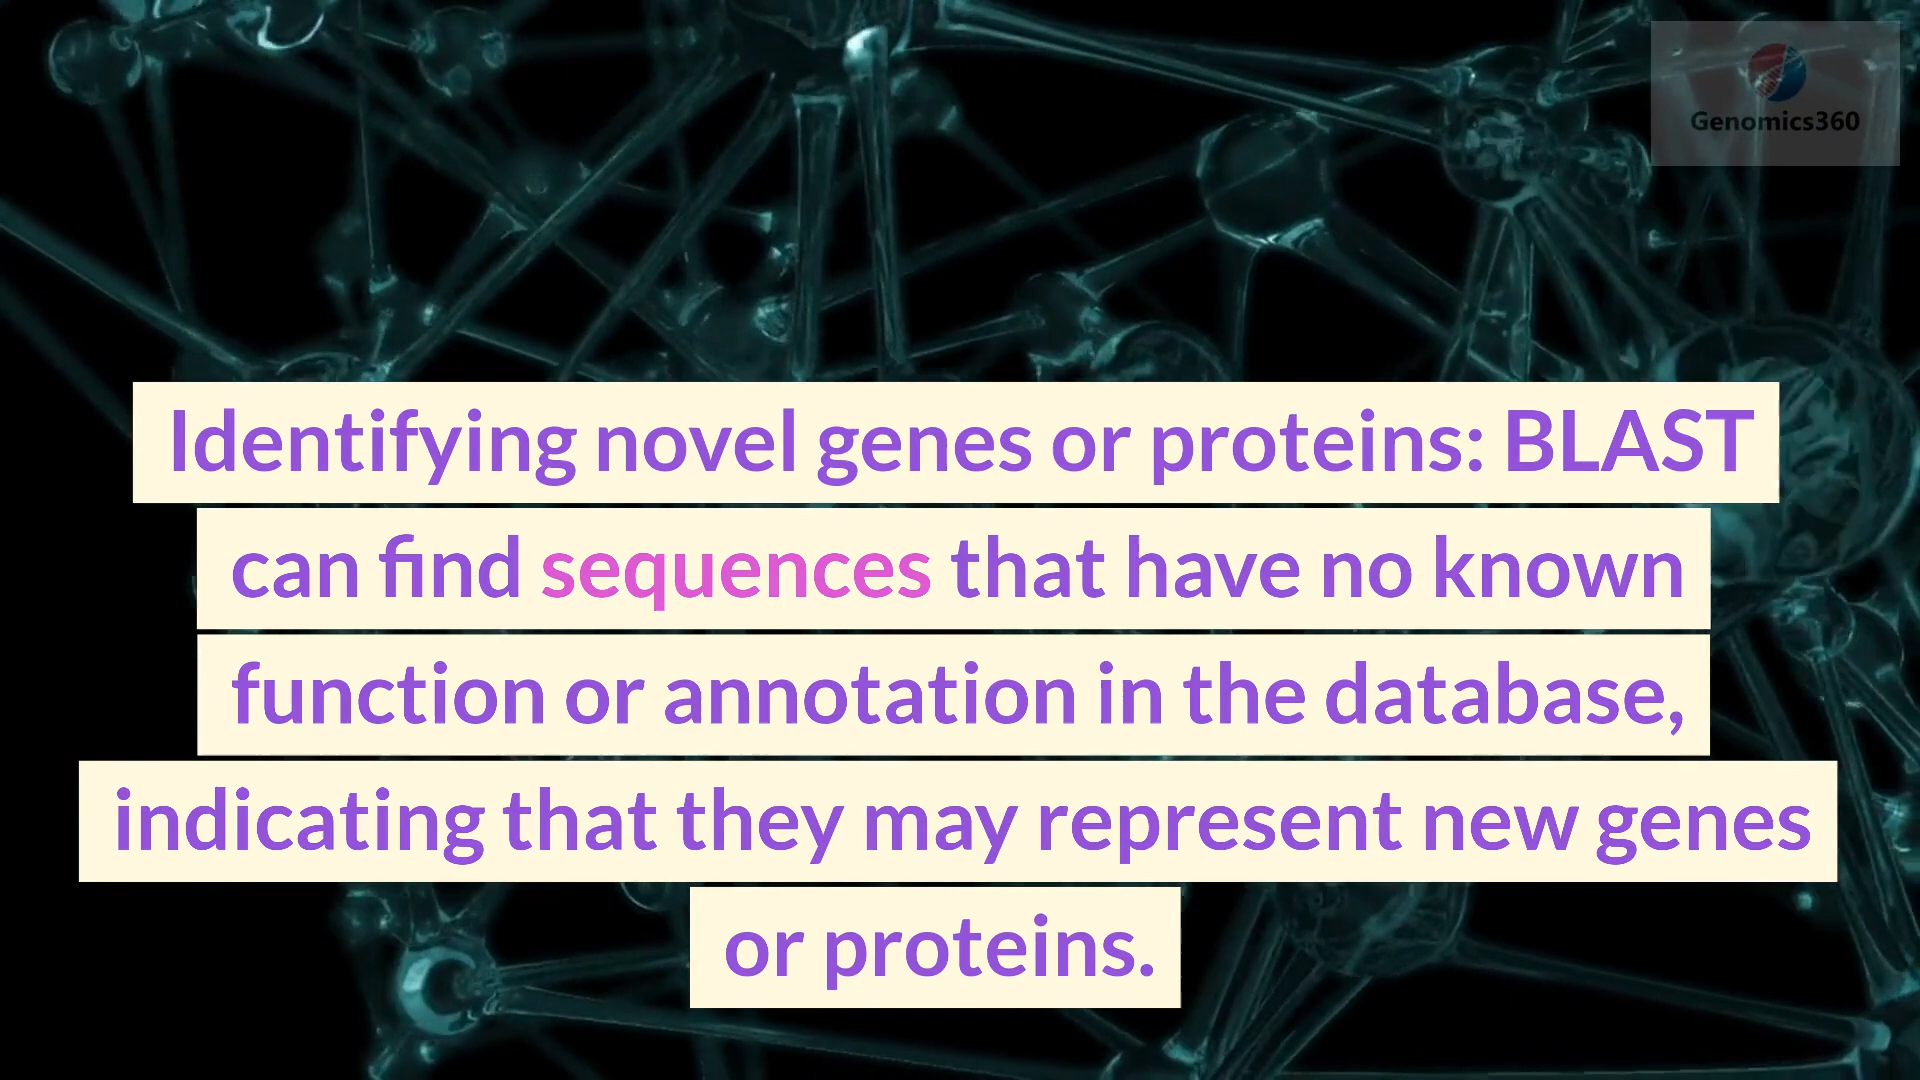 Genomics360
Identifying novel genes or proteins: BLAST
can find sequences that have no known
function or annotation in the database,
indicating that they may represent new genes
or proteins.